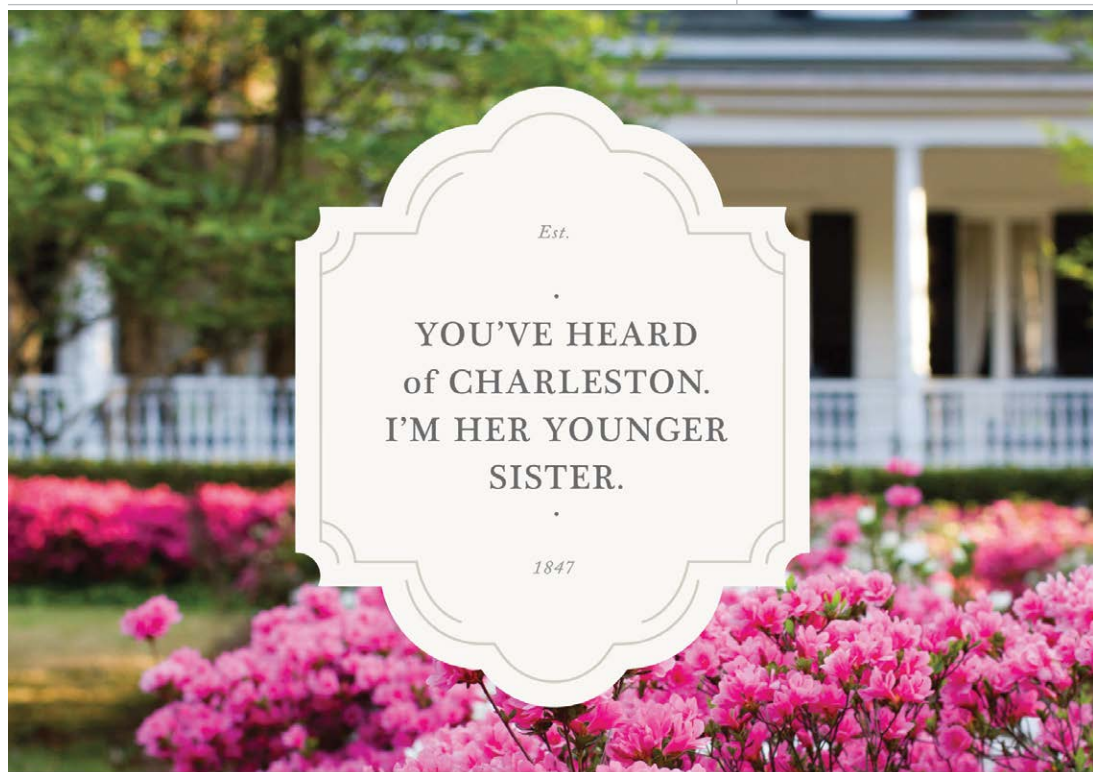 Est.
YOU’VE HEARD
of CHARLESTON.
I’M HER YOUNGER
SISTER.
1847